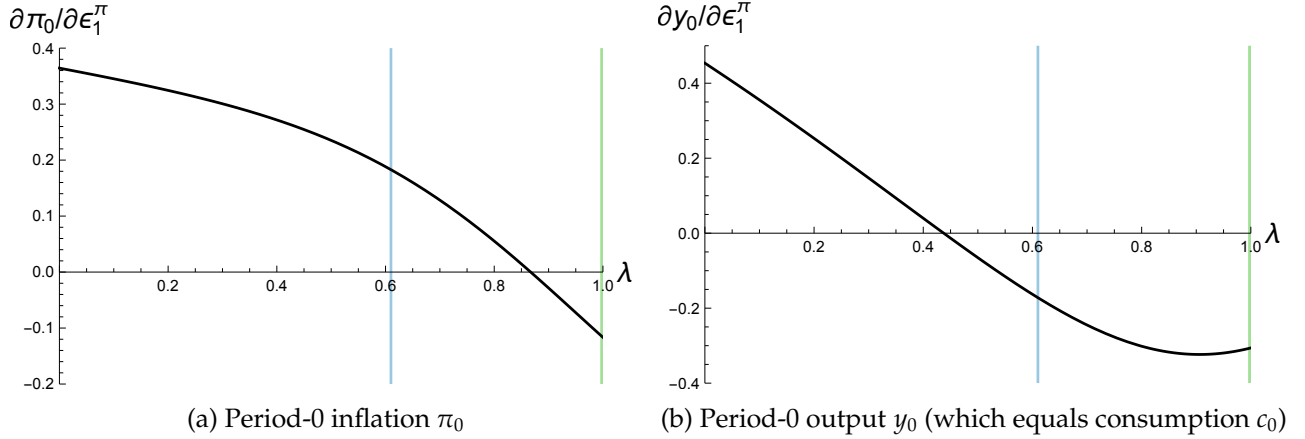 ∂π₀/∂ϵ₁^π
0.4
0.3
0.2
0.1
0.0
−0.1
−0.2
0.2 0.4 0.6 0.8 1.0 λ
(a) Period-0 inflation π₀
∂y₀/∂ϵ₁^π
0.4
0.2
0.0
−0.2
−0.4
0.2 0.4 0.6 0.8 1.0 λ
(b) Period-0 output y₀ (which equals consumption c₀)